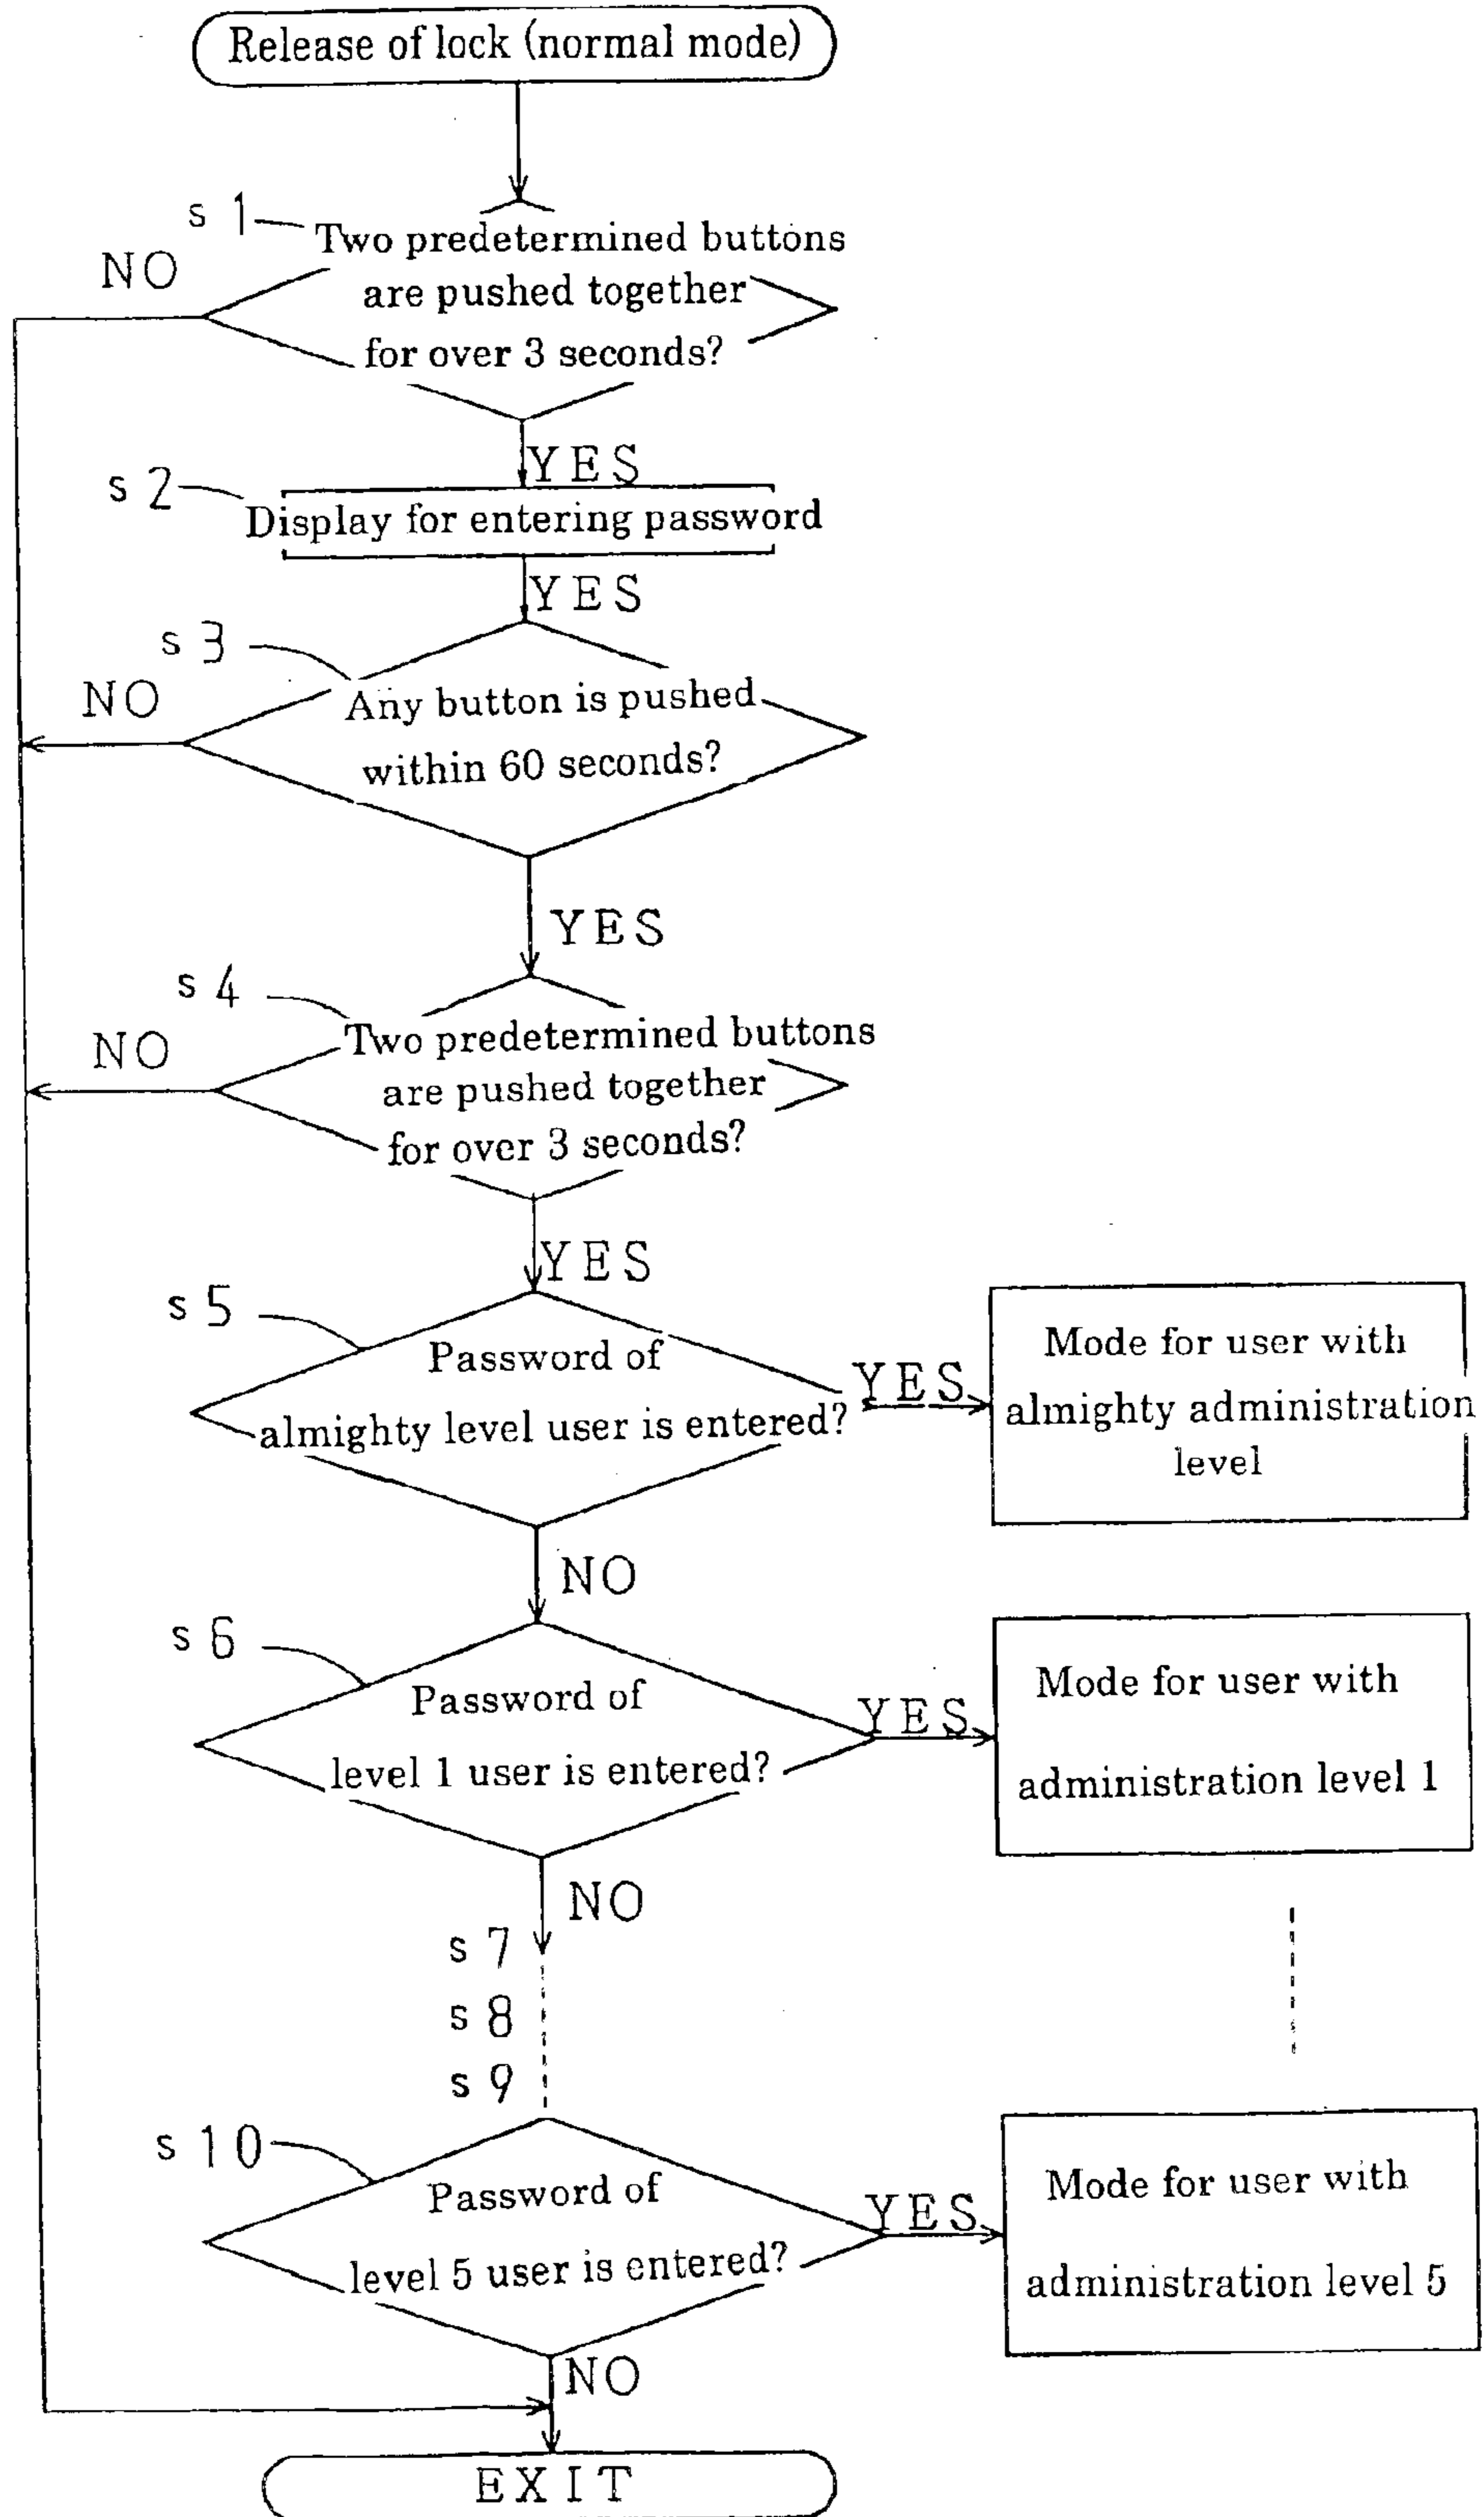 Release of lock (normal mode)
s 1
Two predetermined buttons
NO
are pushed together
for over 3 seconds?
YES
s 2
Display for entering password
YES
s 3
NO
Any button is pushed
within 60 seconds?
YES
s 4
Two predetermined buttons
NO
are pushed together
for over 3 seconds?
YES
s 5
Password of
almighty level user is entered?
YES
Mode for user with
almighty administration
level
NO
s 6
Password of
level 1 user is entered?
YES
Mode for user with
administration level 1
NO
s 7
s 8
s 9
s 10
Password of
level 5 user is entered?
YES
Mode for user with
administration level 5
NO
EXIT